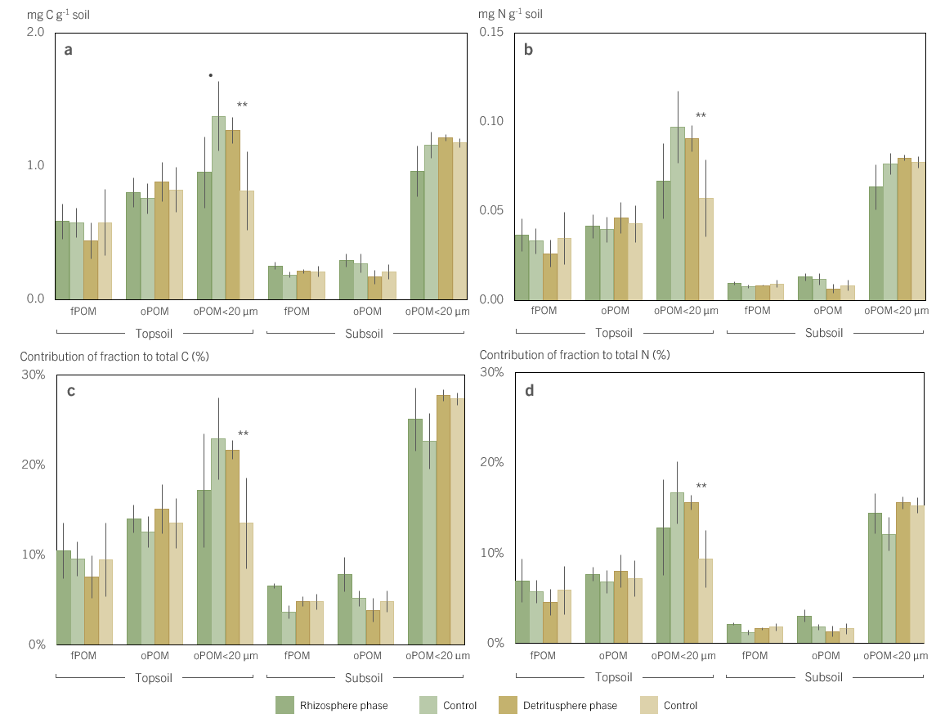 mg C g⁻¹ soil
2.0
1.0
0.0
a
•
**
fPOM oPOM oPOM<20 µm fPOM oPOM oPOM<20 µm
Topsoil Subsoil
mg N g⁻¹ soil
0.15
0.10
0.05
0.00
b
**
fPOM oPOM oPOM<20 µm fPOM oPOM oPOM<20 µm
Topsoil Subsoil
Contribution of fraction to total C (%)
30%
20%
10%
0%
c
**
fPOM oPOM oPOM<20 µm fPOM oPOM oPOM<20 µm
Topsoil Subsoil
Contribution of fraction to total N (%)
30%
20%
10%
0%
d
**
fPOM oPOM oPOM<20 µm fPOM oPOM oPOM<20 µm
Topsoil Subsoil
Rhizosphere phase Control Detritusphere phase Control